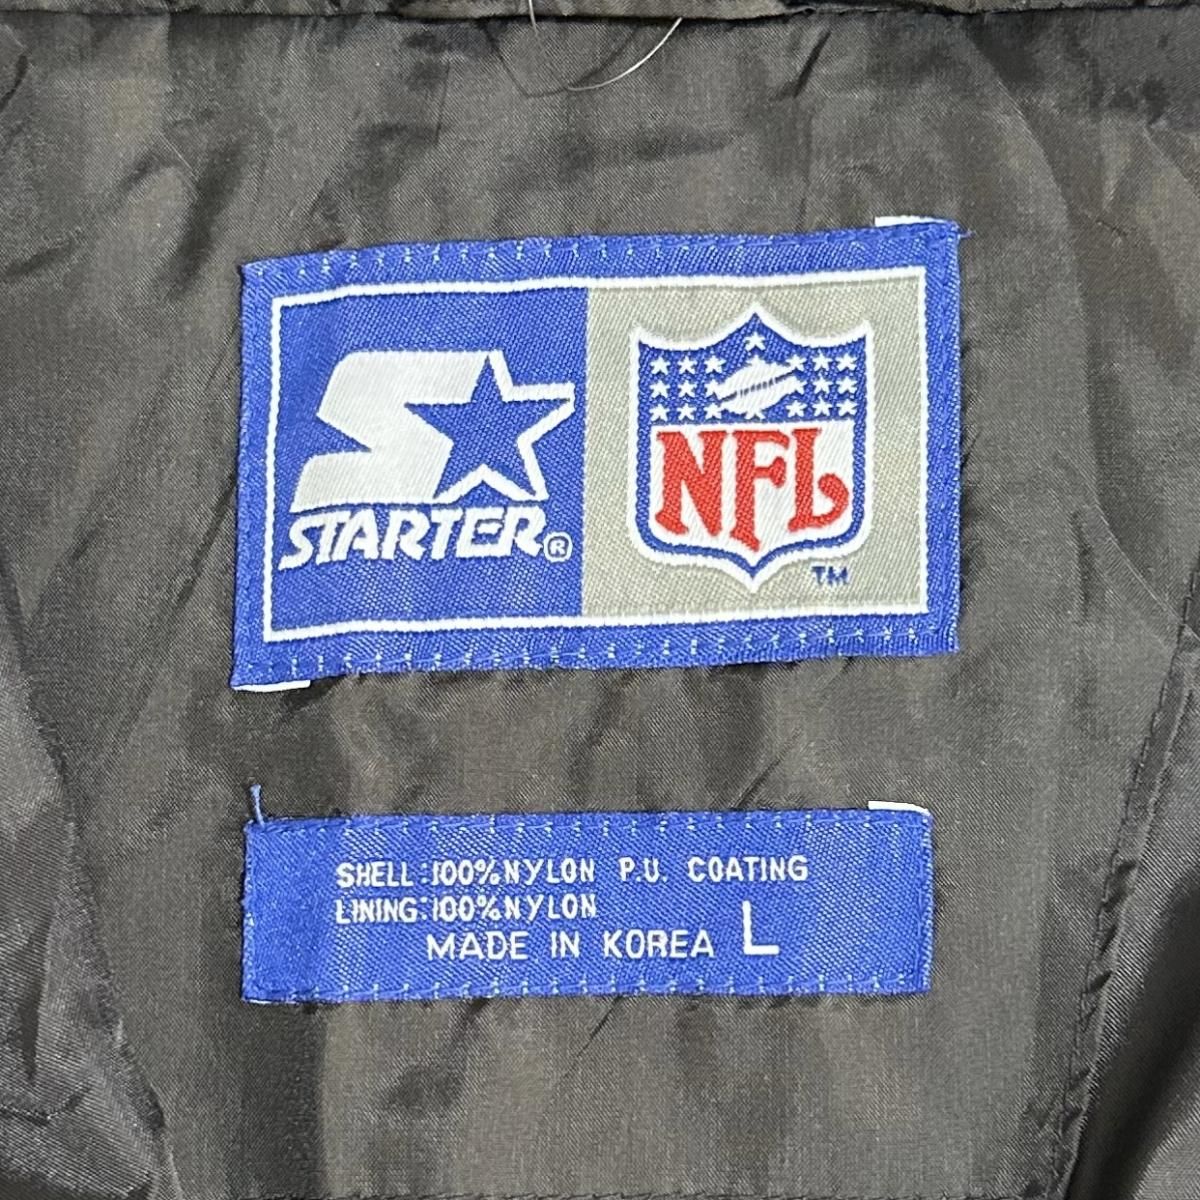 STARTER®
NFL
TM
SHELL:100%NYLON P.U. COATING
LINING:100%NYLON
MADE IN KOREA L